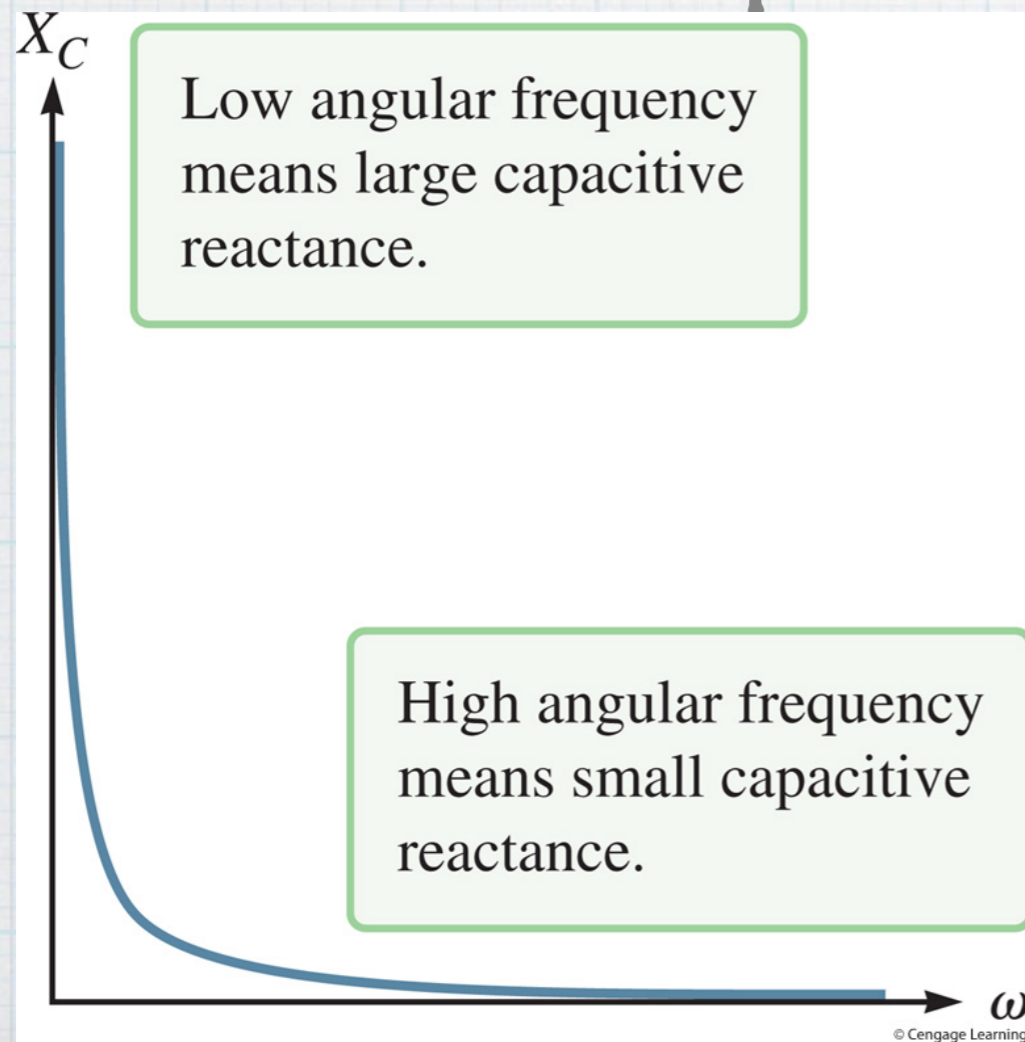 X_C
Low angular frequency
means large capacitive
reactance.
High angular frequency
means small capacitive
reactance.
ω
© Cengage Learning